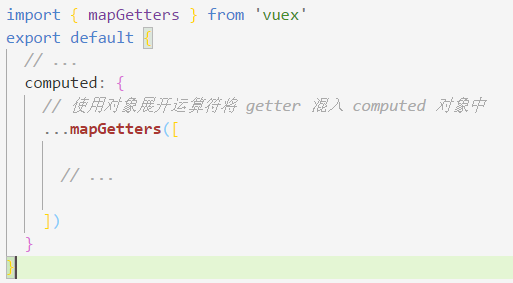 import { mapGetters } from 'vuex'
export default {
// ...
computed: {
// 使用对象展开运算符将 getter 混入 computed 对象中
...mapGetters([
// ...
])
}
}